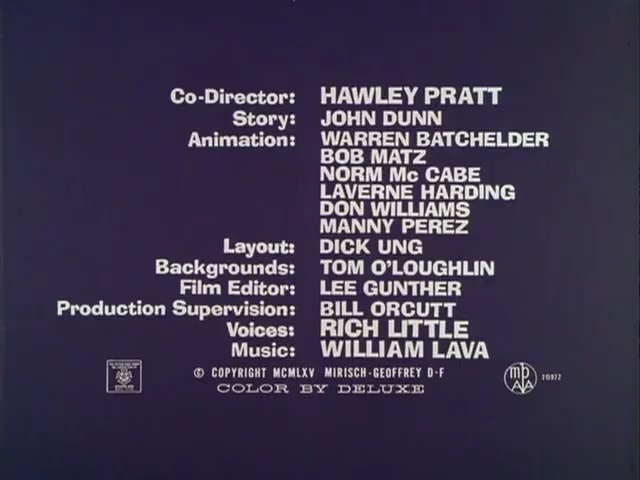 Co-Director: HAWLEY PRATT
Story: JOHN DUNN
Animation: WARREN BATCHELDER
BOB MATZ
NORM Mc CABE
LAVERNE HARDING
DON WILLIAMS
MANNY PEREZ
Layout: DICK UNG
Backgrounds: TOM O'LOUGHLIN
Film Editor: LEE GUNTHER
Production Supervision: BILL ORCUTT
Voices: RICH LITTLE
Music: WILLIAM LAVA
© COPYRIGHT MCMLXV MIRISCH-GEOFFREY D-F
COLOR BY DELUXE